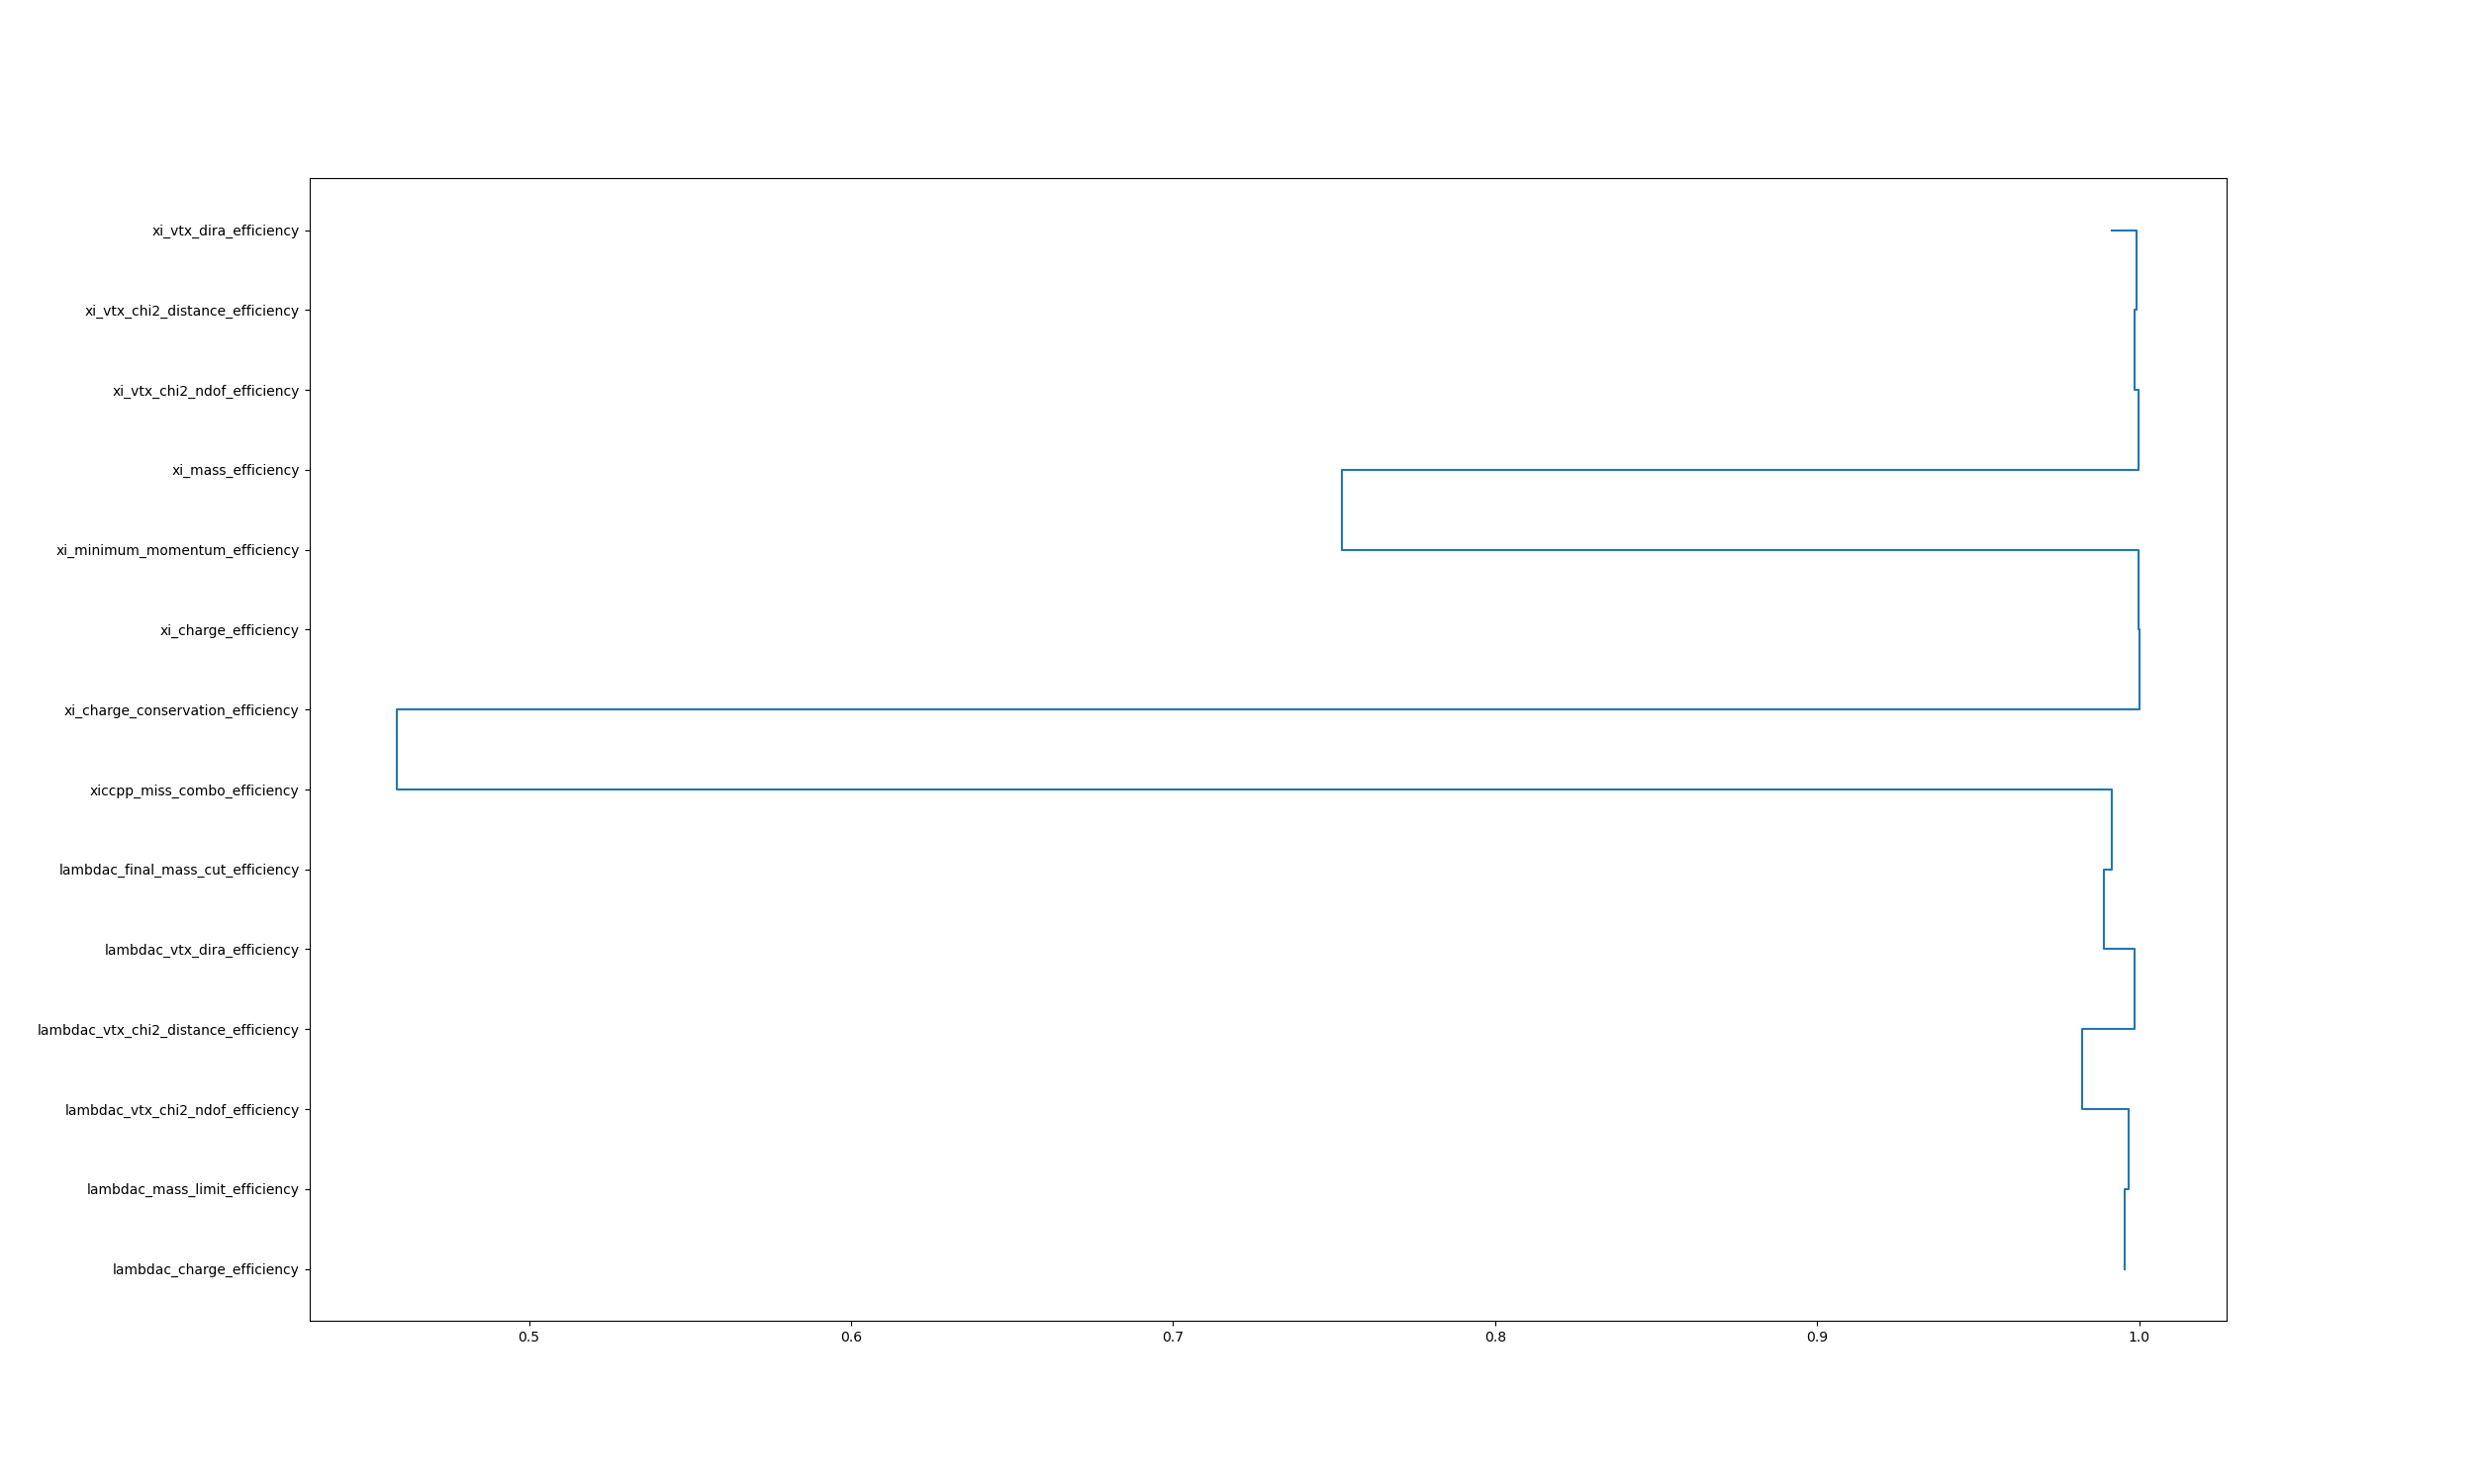 xi_vtx_dira_efficiency
xi_vtx_chi2_distance_efficiency
xi_vtx_chi2_ndof_efficiency
xi_mass_efficiency
xi_minimum_momentum_efficiency
xi_charge_efficiency
xi_charge_conservation_efficiency
xiccpp_miss_combo_efficiency
lambdac_final_mass_cut_efficiency
lambdac_vtx_dira_efficiency
lambdac_vtx_chi2_distance_efficiency
lambdac_vtx_chi2_ndof_efficiency
lambdac_mass_limit_efficiency
lambdac_charge_efficiency
0.5 0.6 0.7 0.8 0.9 1.0